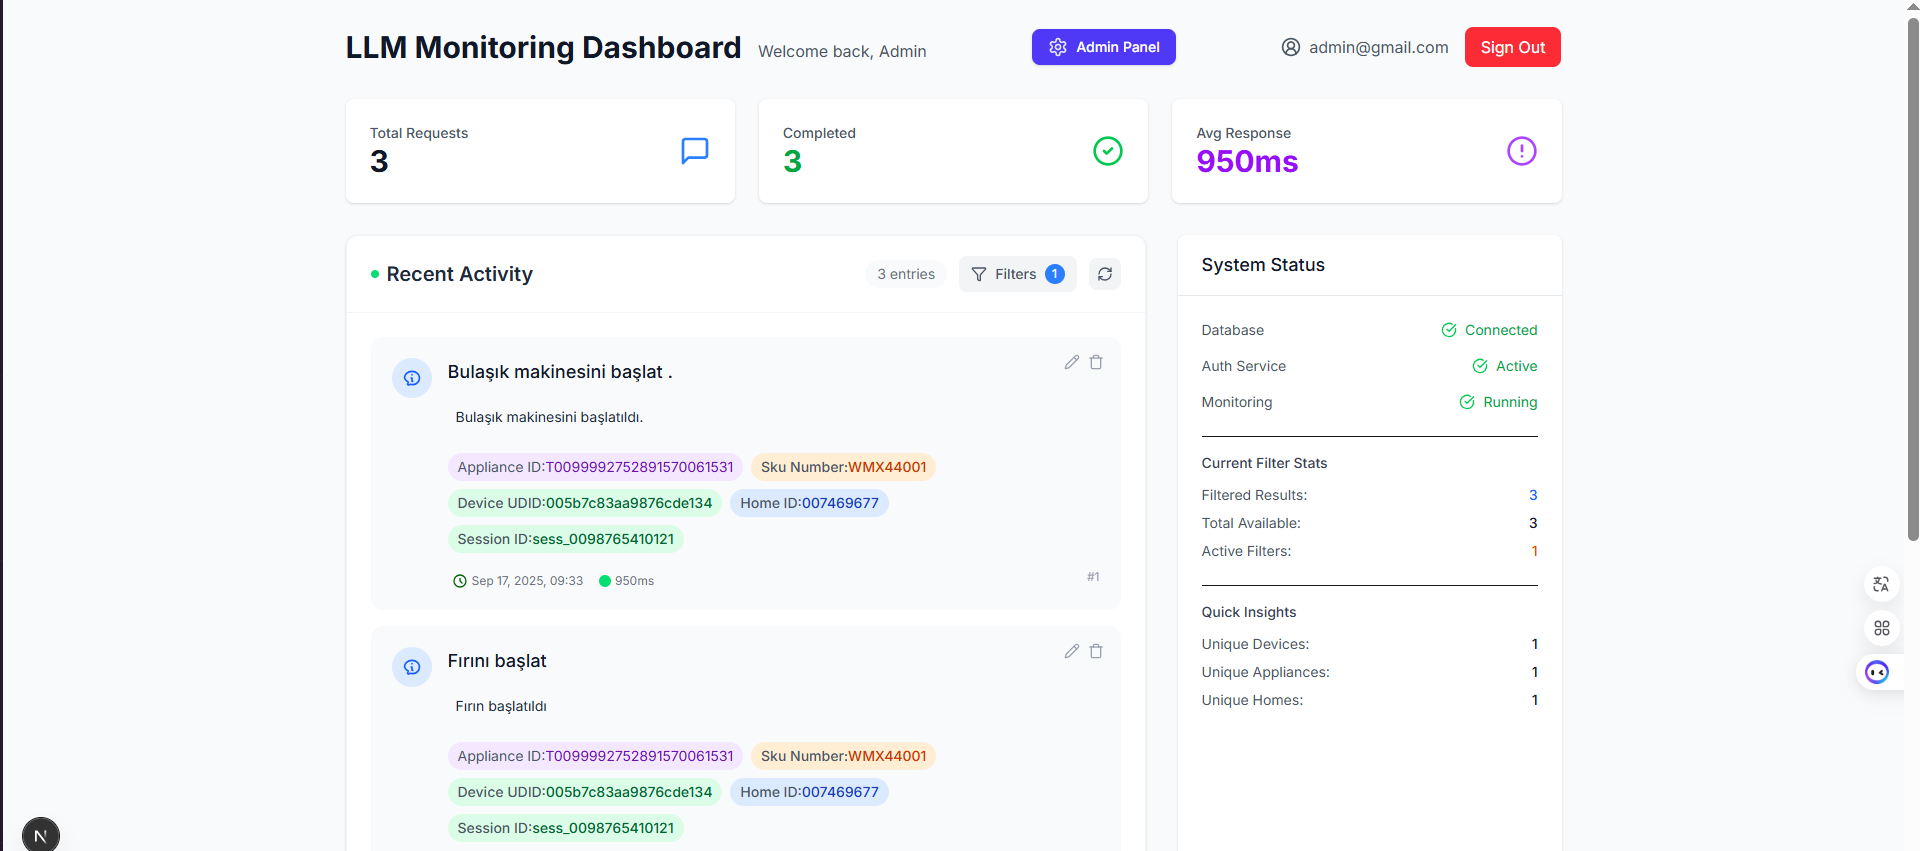 LLM Monitoring Dashboard Welcome back, Admin Admin Panel admin@gmail.com Sign Out
Total Requests
3
Completed
3
Avg Response
950ms
Recent Activity 3 entries Filters 1
Bulaşık makinesini başlat .
Bulaşık makinesini başlatıldı.
Appliance ID:T0099992752891570061531 Sku Number:WMX44001
Device UDID:005b7c83aa9876cde134 Home ID:007469677
Session ID:sess_0098765410121
Sep 17, 2025, 09:33 950ms #1
Fırını başlat
Fırın başlatıldı
Appliance ID:T0099992752891570061531 Sku Number:WMX44001
Device UDID:005b7c83aa9876cde134 Home ID:007469677
Session ID:sess_0098765410121
System Status
Database Connected
Auth Service Active
Monitoring Running
Current Filter Stats
Filtered Results: 3
Total Available: 3
Active Filters: 1
Quick Insights
Unique Devices: 1
Unique Appliances: 1
Unique Homes: 1
N